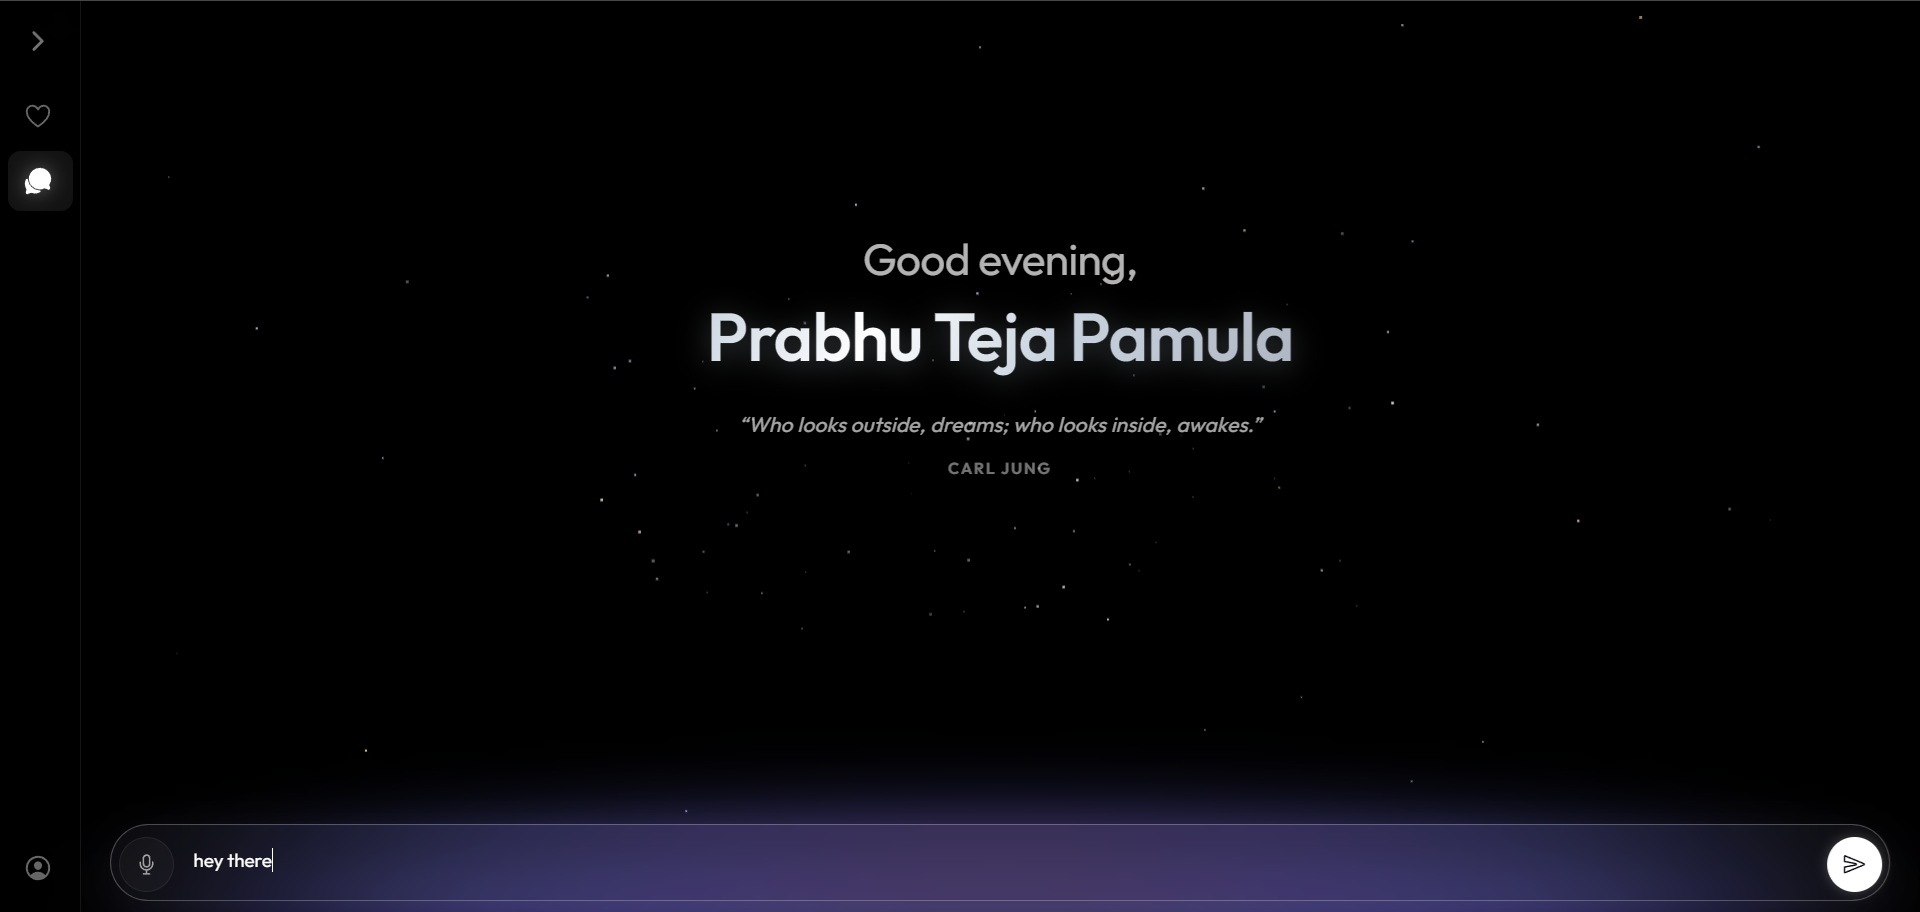 Good evening,
Prabhu Teja Pamula
“Who looks outside, dreams; who looks inside, awakes.”
CARL JUNG
hey there